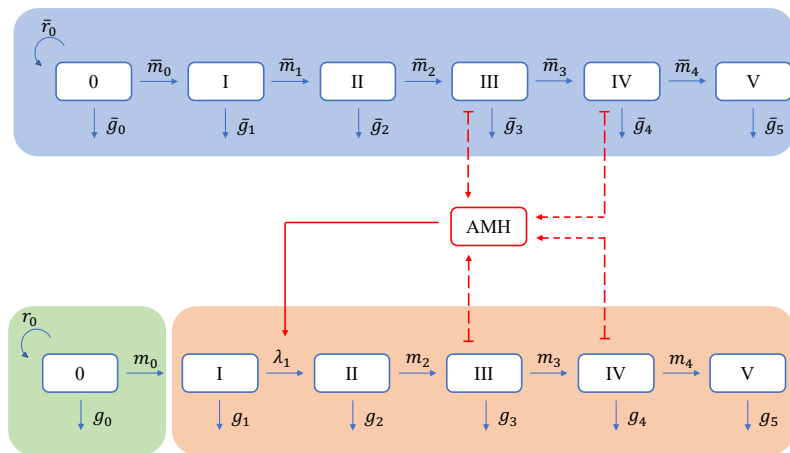 r̄₀
0 m̄₀ I m̄₁ II m̄₂ III m̄₃ IV m̄₄ V
ḡ₀ ḡ₁ ḡ₂ ḡ₃ ḡ₄ ḡ₅
AMH
r₀
0 m₀ I λ₁ II m₂ III m₃ IV m₄ V
g₀ g₁ g₂ g₃ g₄ g₅